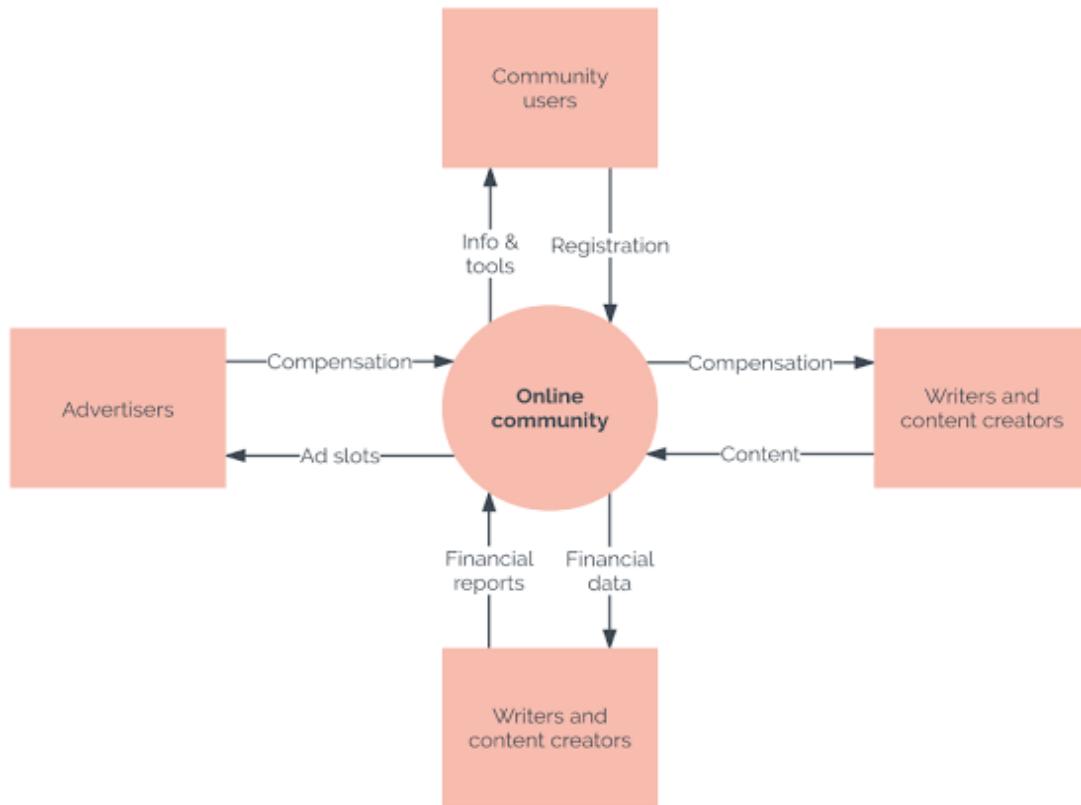 Community
users
Info &
tools
Registration
Compensation
Compensation
Advertisers
Online
community
Writers and
content creators
Ad slots
Content
Financial
reports
Financial
data
Writers and
content creators